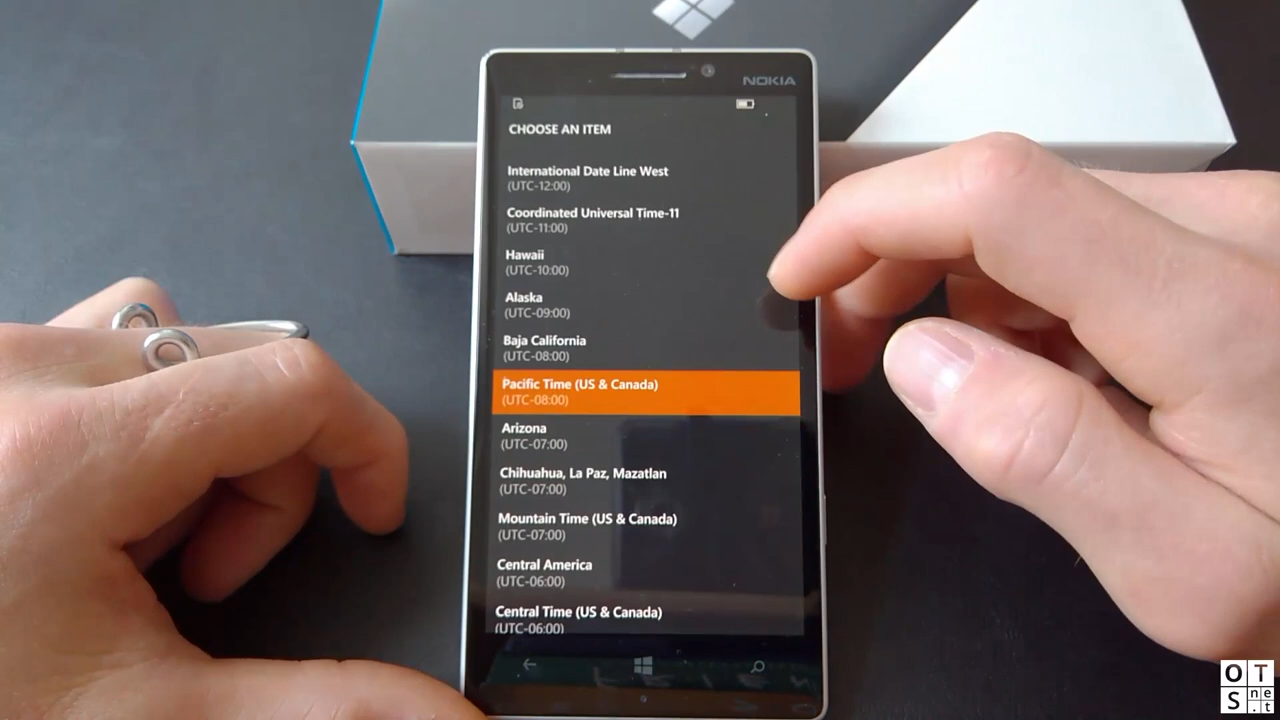 NOKIA
CHOOSE AN ITEM
International Date Line West
(UTC-12:00)
Coordinated Universal Time-11
(UTC-11:00)
Hawaii
(UTC-10:00)
Alaska
(UTC-09:00)
Baja California
(UTC-08:00)
Pacific Time (US & Canada)
(UTC-08:00)
Arizona
(UTC-07:00)
Chihuahua, La Paz, Mazatlan
(UTC-07:00)
Mountain Time (US & Canada)
(UTC-07:00)
Central America
(UTC-06:00)
Central Time (US & Canada)
(UTC-06:00)
O T
S ne
.t